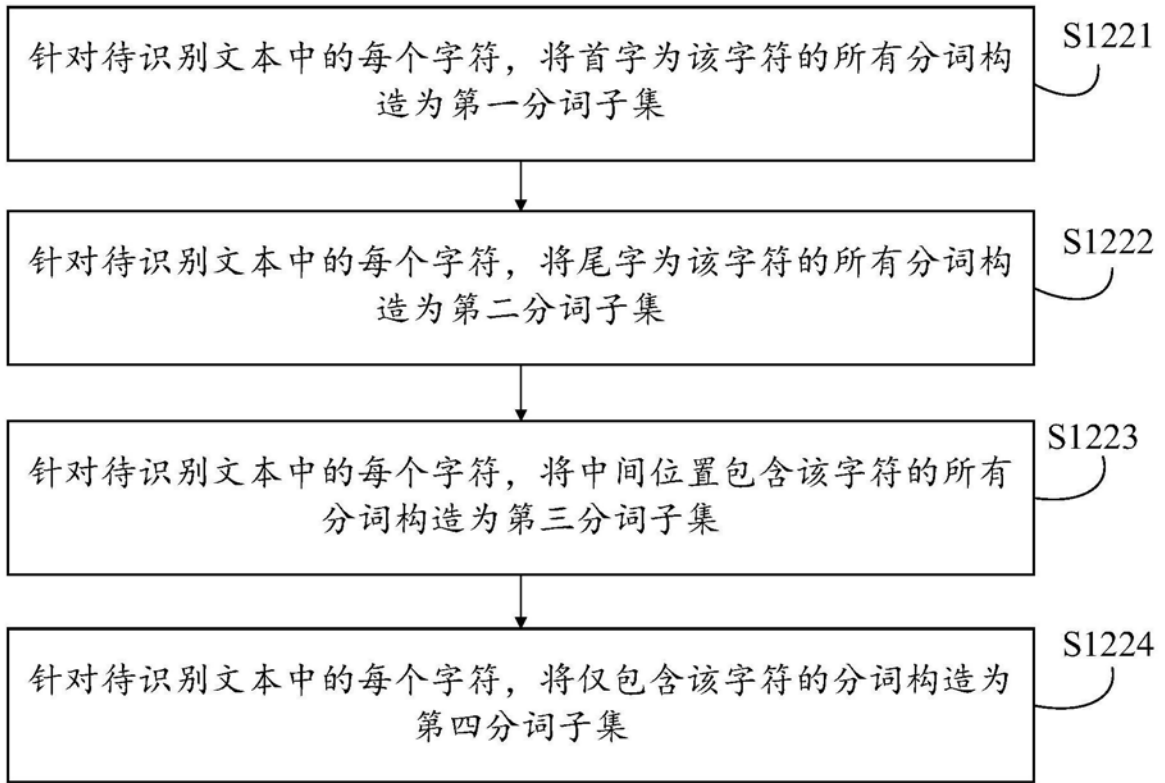 针对待识别文本中的每个字符，将首字为该字符的所有分词构
造为第一分词子集
S1221
针对待识别文本中的每个字符，将尾字为该字符的所有分词构
造为第二分词子集
S1222
针对待识别文本中的每个字符，将中间位置包含该字符的所有
分词构造为第三分词子集
S1223
针对待识别文本中的每个字符，将仅包含该字符的分词构造为
第四分词子集
S1224